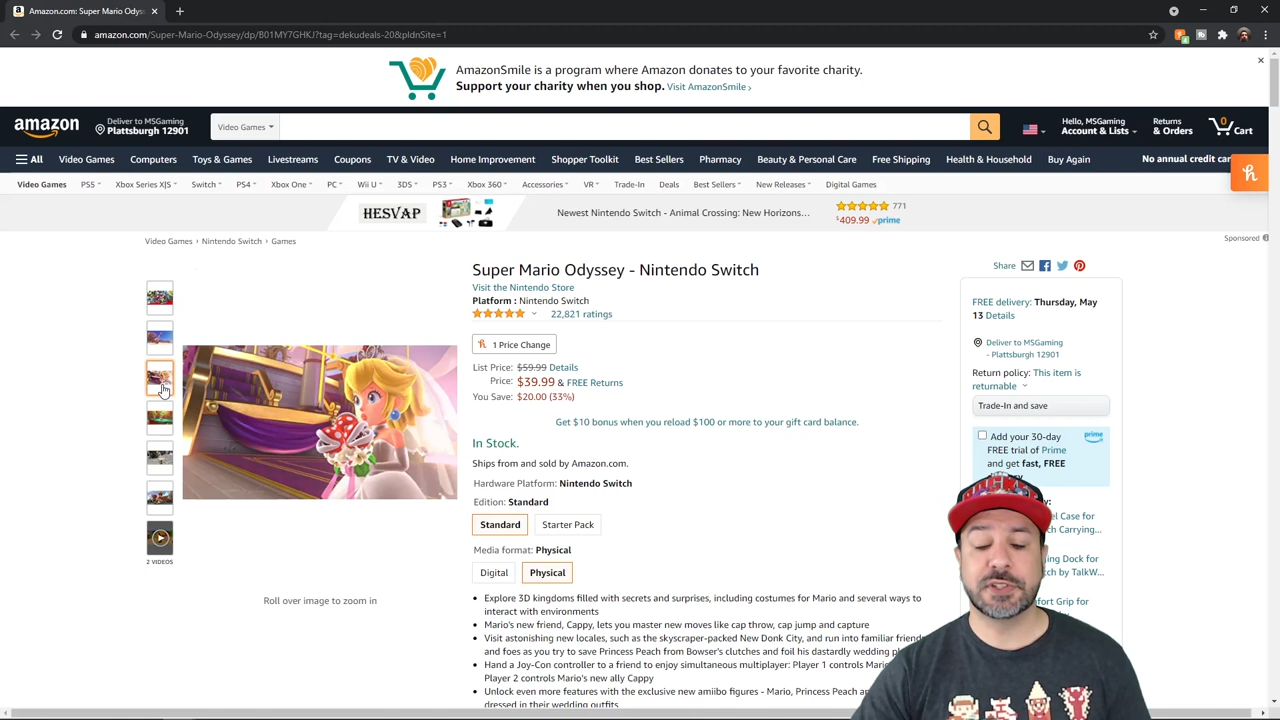 Amazon.com: Super Mario Odyss
amazon.com/Super-Mario-Odyssey/dp/B01MY7GHKJ?tag=dekudeals-20&pldnSite=1
AmazonSmile is a program where Amazon donates to your favorite charity.
Support your charity when you shop. Visit AmazonSmile ›
amazon
Deliver to MSGaming
Plattsburgh 12901
Video Games
Hello, MSGaming
Account & Lists
Returns
& Orders
0
Cart
All Video Games Computers Toys & Games Livestreams Coupons TV & Video Home Improvement Shopper Toolkit Best Sellers Pharmacy Beauty & Personal Care Free Shipping Health & Household Buy Again No annual credit car
Video Games PS5 Xbox Series X|S Switch PS4 Xbox One PC Wii U 3DS PS3 Xbox 360 Accessories VR Trade-In Deals Best Sellers New Releases Digital Games
HESVAP
Newest Nintendo Switch - Animal Crossing: New Horizons...
771
$409.99 prime
Sponsored
Video Games › Nintendo Switch › Games
2 VIDEOS
Roll over image to zoom in
Super Mario Odyssey - Nintendo Switch
Visit the Nintendo Store
Platform : Nintendo Switch
22,821 ratings
1 Price Change
List Price: $59.99 Details
Price: $39.99 & FREE Returns
You Save: $20.00 (33%)
Get $10 bonus when you reload $100 or more to your gift card balance.
In Stock.
Ships from and sold by Amazon.com.
Hardware Platform: Nintendo Switch
Edition: Standard
Standard Starter Pack
Media format: Physical
Digital Physical
• Explore 3D kingdoms filled with secrets and surprises, including costumes for Mario and several ways to
interact with environments
• Mario's new friend, Cappy, lets you master new moves like cap throw, cap jump and capture
• Visit astonishing new locales, such as the skyscraper-packed New Donk City, and run into familiar friends
and foes as you try to save Princess Peach from Bowser's clutches and foil his dastardly wedding
• Hand a Joy-Con controller to a friend to enjoy simultaneous multiplayer: Player 1 controls
Player 2 controls Mario's new ally Cappy
• Unlock even more features with the exclusive new amiibo figures - Mario, Princess Peach
dressed in their wedding outfits.
Share
FREE delivery: Thursday, May
13 Details
Deliver to MSGaming
- Plattsburgh 12901
Return policy: This item is
returnable
Trade-In and save
Add your 30-day
FREE trial of Prime
and get fast, FREE
prime
el Case for
ch Carrying...
ing Dock for
tch by TalkW...
fort Grip for